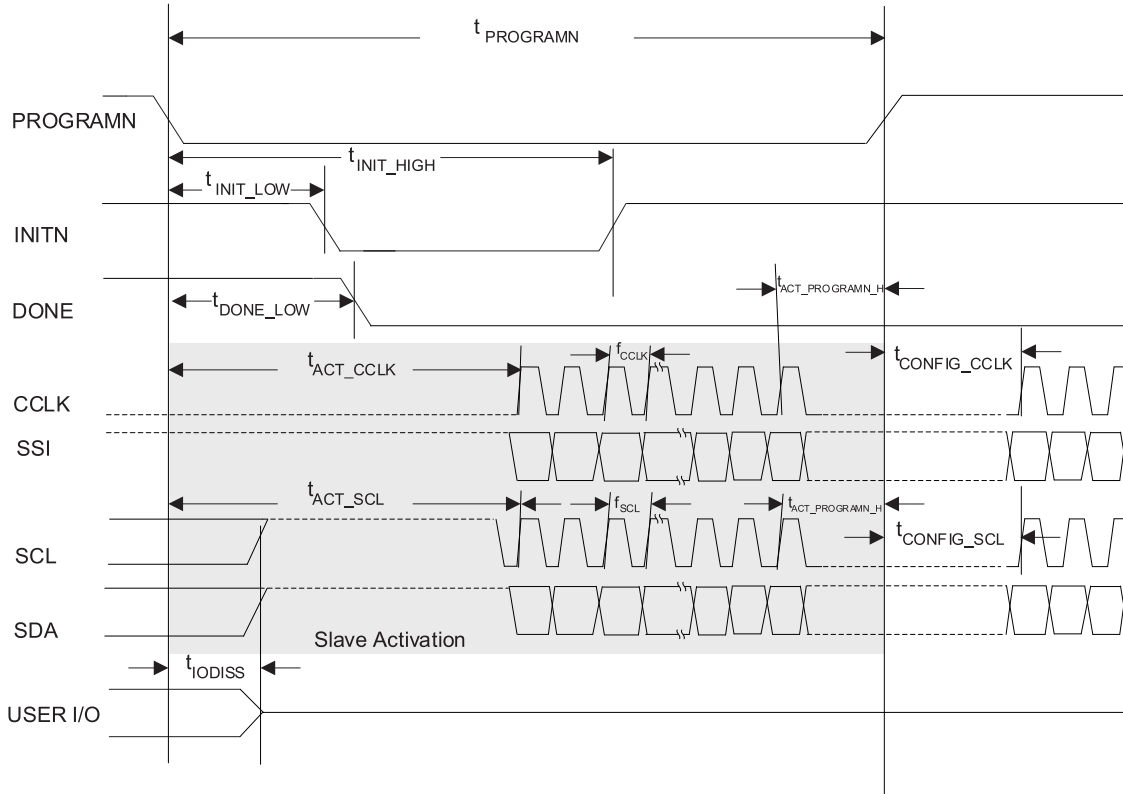 t PROGRAMN
PROGRAMN
t INIT_HIGH
t INIT_LOW
INITN
DONE
t DONE_LOW
t ACT_PROGRAMN_H
t ACT_CCLK
f CCLK
t CONFIG_CCLK
CCLK
SSI
t ACT_SCL
f SCL
t ACT_PROGRAMN_H
t CONFIG_SCL
SCL
SDA
Slave Activation
t IODISS
USER I/O